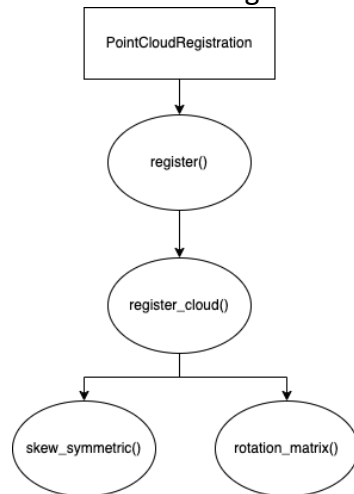 PointCloudRegistration
register()
register_cloud()
skew_symmetric()
rotation_matrix()